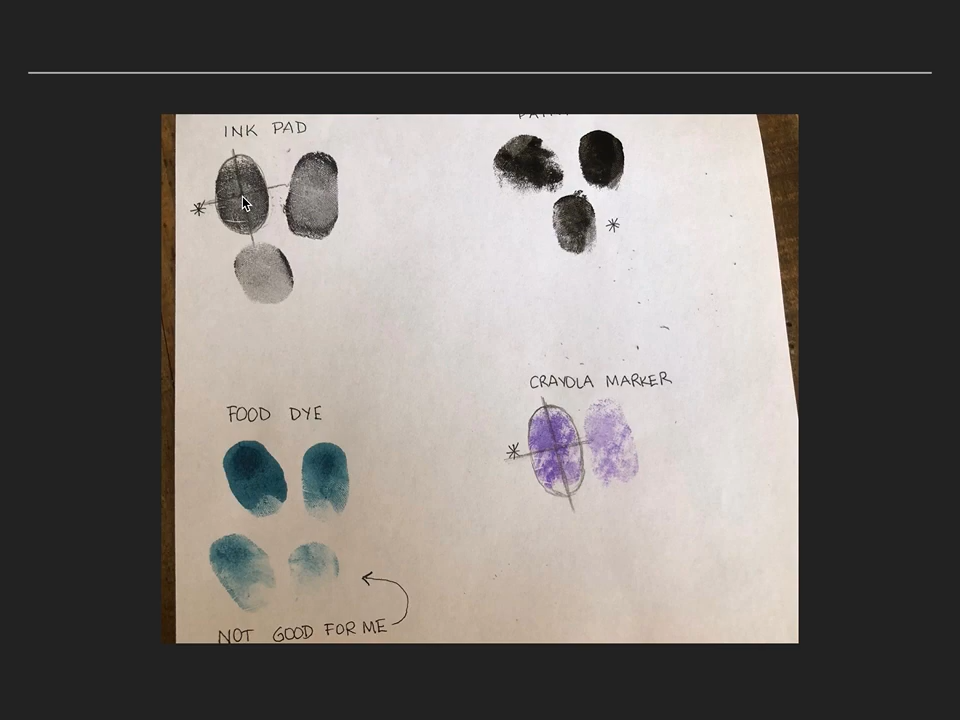 INK PAD
CRAYOLA MARKER
FOOD DYE
NOT GOOD FOR ME